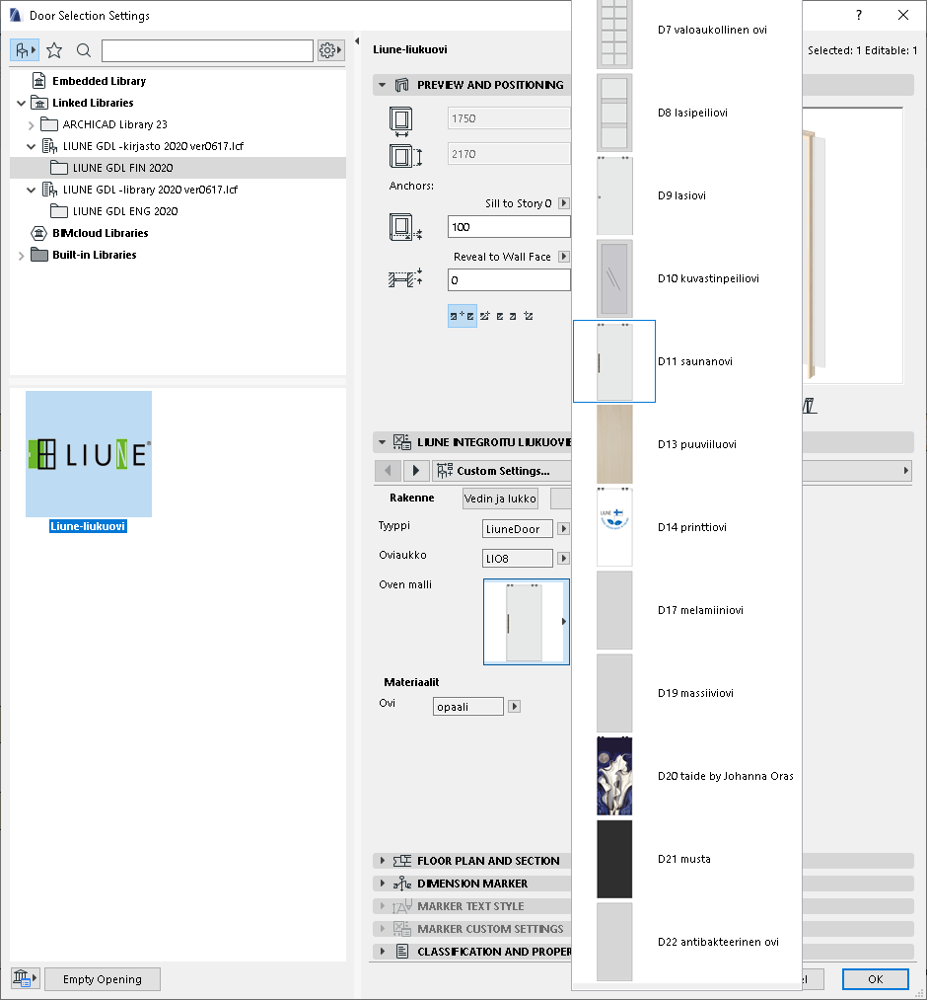 Door Selection Settings
?
Liune-liukuovi
Selected: 1 Editable: 1
Embedded Library
Linked Libraries
ARCHICAD Library 23
LIUNE GDL -kirjasto 2020 ver0617.lcf
LIUNE GDL FIN 2020
LIUNE GDL -library 2020 ver0617.lcf
LIUNE GDL ENG 2020
BIMcloud Libraries
Built-in Libraries
LIUNE®
Liune-liukuovi
Empty Opening
PREVIEW AND POSITIONING
1750
2170
Anchors:
Sill to Story 0
100
Reveal to Wall Face
0
LIUNE INTEGROITU LIUKUOVIE
Custom Settings...
Rakenne
Vedin ja lukko
Tyyppi
LiuneDoor
Oviaukko
LIO8
Oven malli
Materiaalit
Ovi
opaali
FLOOR PLAN AND SECTION
DIMENSION MARKER
MARKER TEXT STYLE
MARKER CUSTOM SETTINGS
CLASSIFICATION AND PROPER
D7 valoaukollinen ovi
D8 lasipeiliovi
D9 lasiovi
D10 kuvastinpeiliovi
D11 saunanovi
D13 puuviiluovi
LIUNE
D14 printtiovi
D17 melamiiniovi
D19 massiiviovi
D20 taide by Johanna Oras
D21 musta
D22 antibakteerinen ovi
el
OK